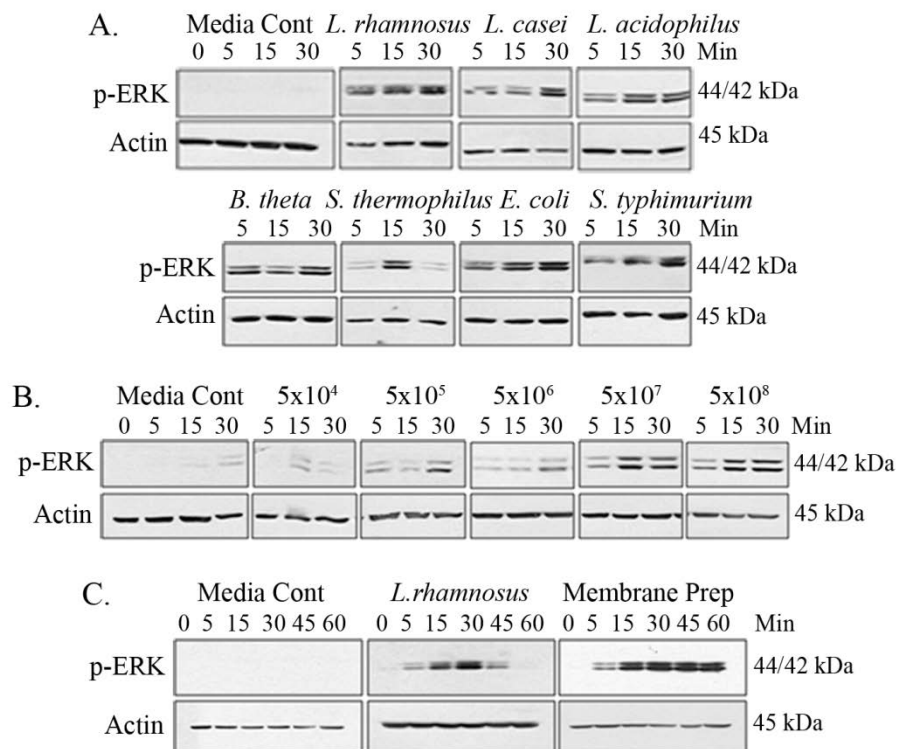 A.
Media Cont L. rhamnosus L. casei L. acidophilus
0 5 15 30 5 15 30 5 15 30 5 15 30 Min
p-ERK 44/42 kDa
Actin 45 kDa
B. theta S. thermophilus E. coli S. typhimurium
5 15 30 5 15 30 5 15 30 5 15 30 Min
p-ERK 44/42 kDa
Actin 45 kDa
B.
Media Cont 5x10⁴ 5x10⁵ 5x10⁶ 5x10⁷ 5x10⁸
0 5 15 30 5 15 30 5 15 30 5 15 30 5 15 30 5 15 30 Min
p-ERK 44/42 kDa
Actin 45 kDa
C.
Media Cont L.rhamnosus Membrane Prep
0 5 15 30 45 60 0 5 15 30 45 60 0 5 15 30 45 60 Min
p-ERK 44/42 kDa
Actin 45 kDa